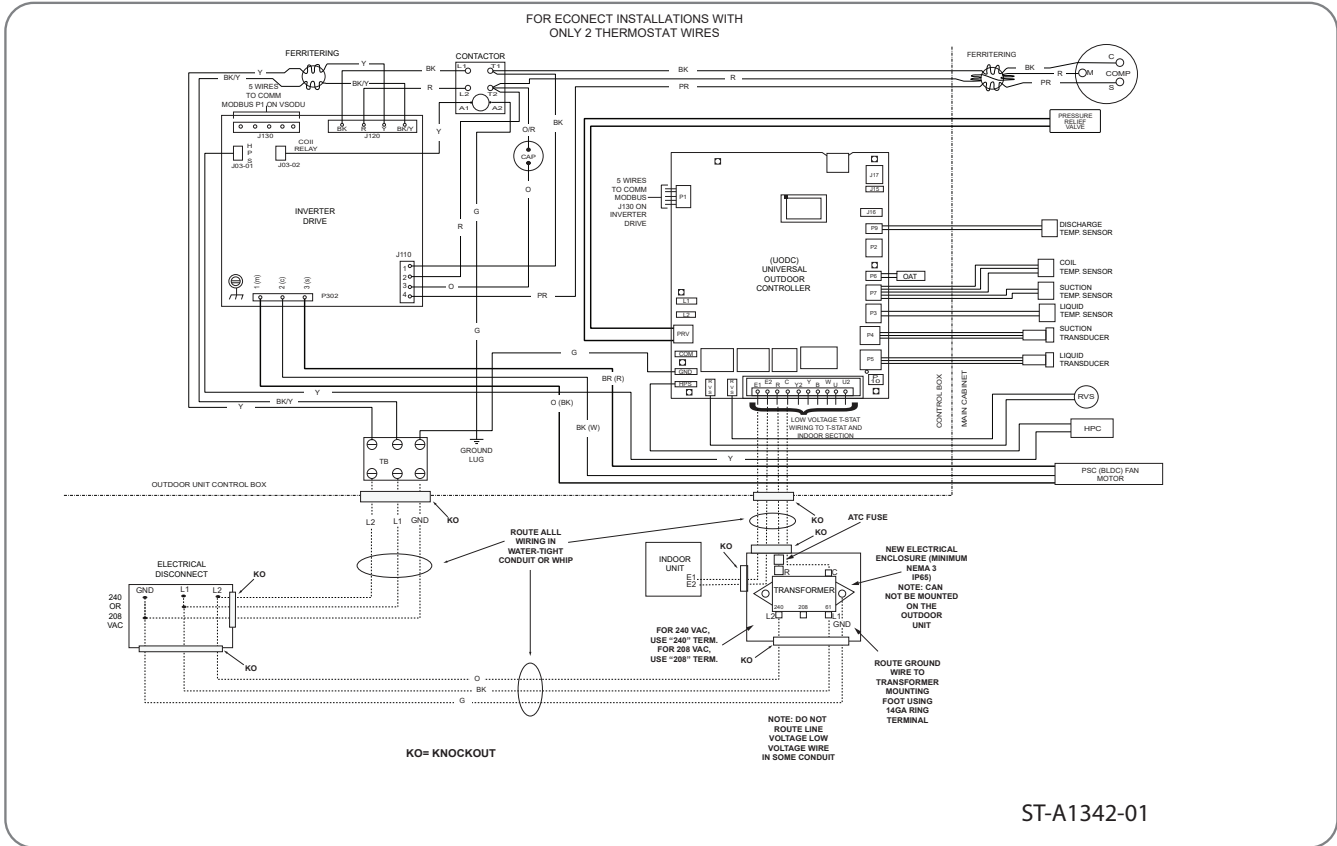 FOR ECONECT INSTALLATIONS WITH
ONLY 2 THERMOSTAT WIRES
FERRITERING
CONTACTOR
FERRITERING
Y
Y
BK/Y
BK/Y
5 WIRES
TO COMM
MODBUS P1 ON VSODU
BK
R
L1
T1
L2
T2
A1
A2
BK
R
PR
BK
R
PR
C
M
COMP
S
PRESSURE
RELIEF
VALVE
J130
BK
R
Y
BK/Y
J120
Y
O/R
BK
CAP
O
H
P
S
COII
RELAY
J03-01
J03-02
INVERTER
DRIVE
R
G
J110
1
2
3
4
O
PR
1 (m)
2 (c)
3 (s)
P302
G
G
5 WIRES
TO COMM
MODBUS
J130 ON
INVERTER
DRIVE
P1
J17
J15
J16
P9
P2
(UODC)
UNIVERSAL
OUTDOOR
CONTROLLER
P6
OAT
P7
P3
P4
P5
L1
L2
PRV
COM
GND
HPS
R
V
S
R
V
S
E1
E2
R
C
Y2
Y
B
W
U
U2
DISCHARGE
TEMP. SENSOR
COIL
TEMP. SENSOR
SUCTION
TEMP. SENSOR
LIQUID
TEMP. SENSOR
SUCTION
TRANSDUCER
LIQUID
TRANSDUCER
LOW VOLTAGE T-STAT
WIRING TO T-STAT AND
INDOOR SECTION
CONTROL BOX
MAIN CABINET
RVS
HPC
PSC (BLDC) FAN
MOTOR
BR (R)
O (BK)
BK (W)
Y
Y
BK/Y
Y
GROUND
LUG
TB
OUTDOOR UNIT CONTROL BOX
L2
L1
GND
KO
ROUTE ALLL
WIRING IN
WATER-TIGHT
CONDUIT OR WHIP
KO
KO
ATC FUSE
INDOOR
UNIT
E1
E2
KO
R
C
TRANSFORMER
240
208
61
L2
L1
GND
NEW ELECTRICAL
ENCLOSURE (MINIMUM
NEMA 3
IP65)
NOTE: CAN
NOT BE MOUNTED
ON THE
OUTDOOR
UNIT
ELECTRICAL
DISCONNECT
GND
L1
L2
KO
240
OR
208
VAC
KO
FOR 240 VAC,
USE “240” TERM.
FOR 208 VAC,
USE “208” TERM.
KO
ROUTE GROUND
WIRE TO
TRANSFORMER
MOUNTING
FOOT USING
14GA RING
TERMINAL
O
BK
G
NOTE: DO NOT
ROUTE LINE
VOLTAGE LOW
VOLTAGE WIRE
IN SOME CONDUIT
KO= KNOCKOUT
ST-A1342-01